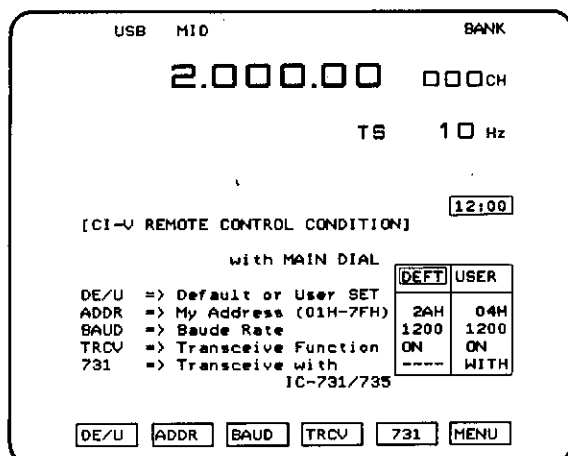 USB MID BANK
2.000.00 000CH
TS 10 Hz
12:00
[CI-V REMOTE CONTROL CONDITION]
with MAIN DIAL
DEFT USER
DE/U => Default or User SET
ADDR => My Address (01H-7FH) 2AH 04H
BAUD => Baude Rate 1200 1200
TRCV => Transceive Function ON ON
731 => Transceive with ---- WITH
IC-731/735
DE/U ADDR BAUD TRCV 731 MENU